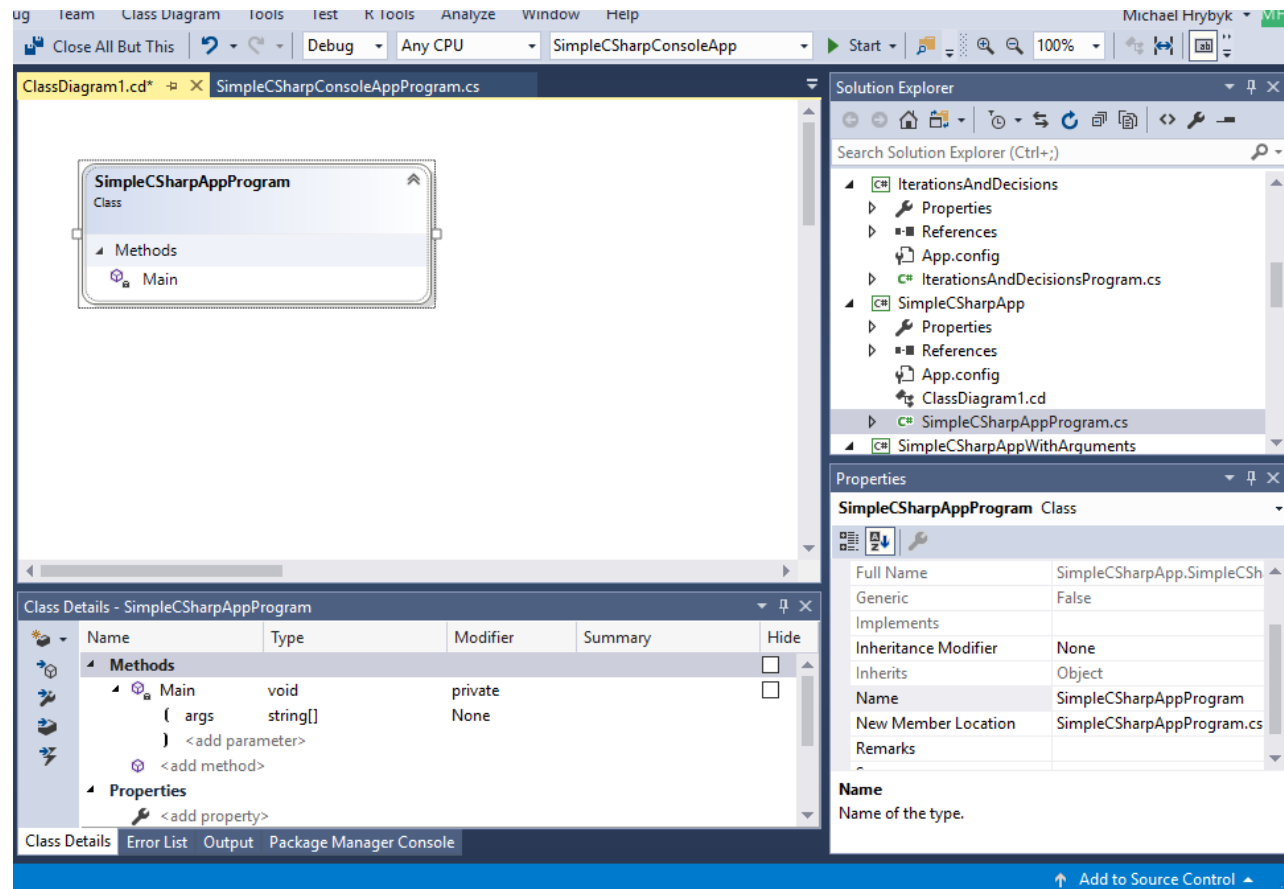 ug Team Class Diagram Tools Test R Tools Analyze Window Help Michael Hrybyk MH
Close All But This Debug Any CPU SimpleCSharpConsoleApp Start 100%
ClassDiagram1.cd* SimpleCSharpConsoleAppProgram.cs
SimpleCSharpAppProgram
Class
Methods
Main
Solution Explorer
Search Solution Explorer (Ctrl+;)
C# IterationsAndDecisions
Properties
References
App.config
C# IterationsAndDecisionsProgram.cs
C# SimpleCSharpApp
Properties
References
App.config
ClassDiagram1.cd
C# SimpleCSharpAppProgram.cs
C# SimpleCSharpAppWithArguments
Properties
SimpleCSharpAppProgram Class
Full Name SimpleCSharpApp.SimpleCSh
Generic False
Implements
Inheritance Modifier None
Inherits Object
Name SimpleCSharpAppProgram
New Member Location SimpleCSharpAppProgram.cs
Remarks
Name
Name of the type.
Class Details - SimpleCSharpAppProgram
Name Type Modifier Summary Hide
Methods
Main void private
( args string[] None
) <add parameter>
<add method>
Properties
<add property>
Class Details Error List Output Package Manager Console
Add to Source Control